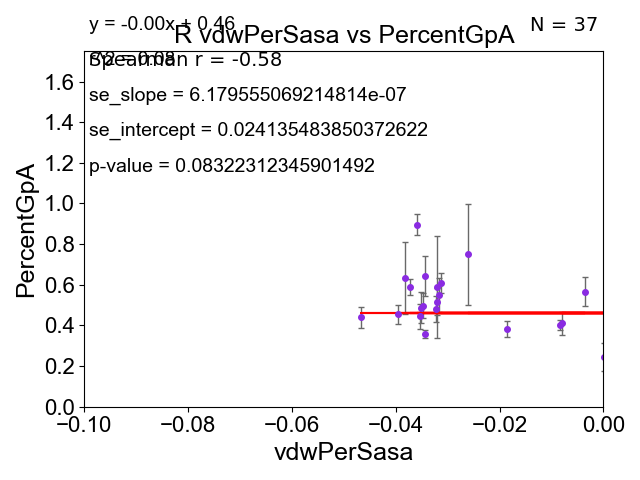 y = -0.00x + 0.46
N = 37
R vdwPerSasa vs PercentGpA
Spearman r = -0.58
se_slope = 6.179555069214814e-07
se_intercept = 0.024135483850372622
p-value = 0.08322312345901492
PercentGpA
1.6
1.4
1.2
1.0
0.8
0.6
0.4
0.2
0.0
−0.10
−0.08
−0.06
−0.04
−0.02
0.00
vdwPerSasa